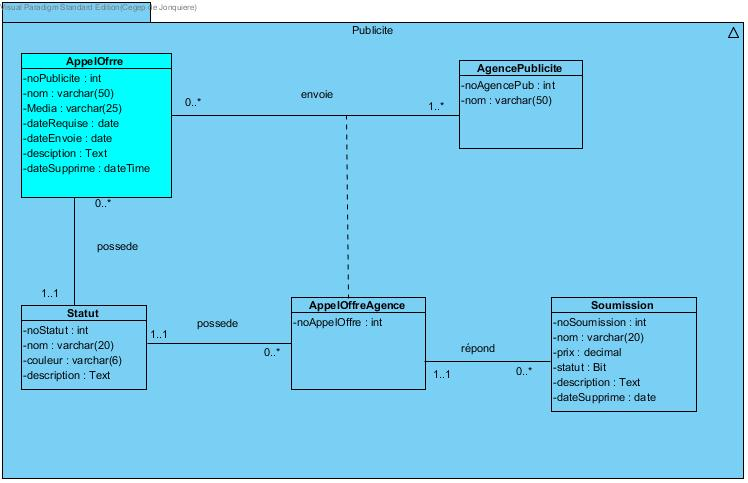 Visual Paradigm Standard Edition(Cegep de Jonquiere)
Publicite
AppelOfrre
-noPublicite : int
-nom : varchar(50)
-Media : varchar(25)
-dateRequise : date
-dateEnvoie : date
-desciption : Text
-dateSupprime : dateTime
0..*
envoie
1..*
AgencePublicite
-noAgencePub : int
-nom : varchar(50)
0..*
possede
1..1
Statut
-noStatut : int
-nom : varchar(20)
-couleur : varchar(6)
-description : Text
1..1
possede
0..*
AppelOffreAgence
-noAppelOffre : int
1..1
répond
0..*
Soumission
-noSoumission : int
-nom : varchar(20)
-prix : decimal
-statut : Bit
-description : Text
-dateSupprime : date